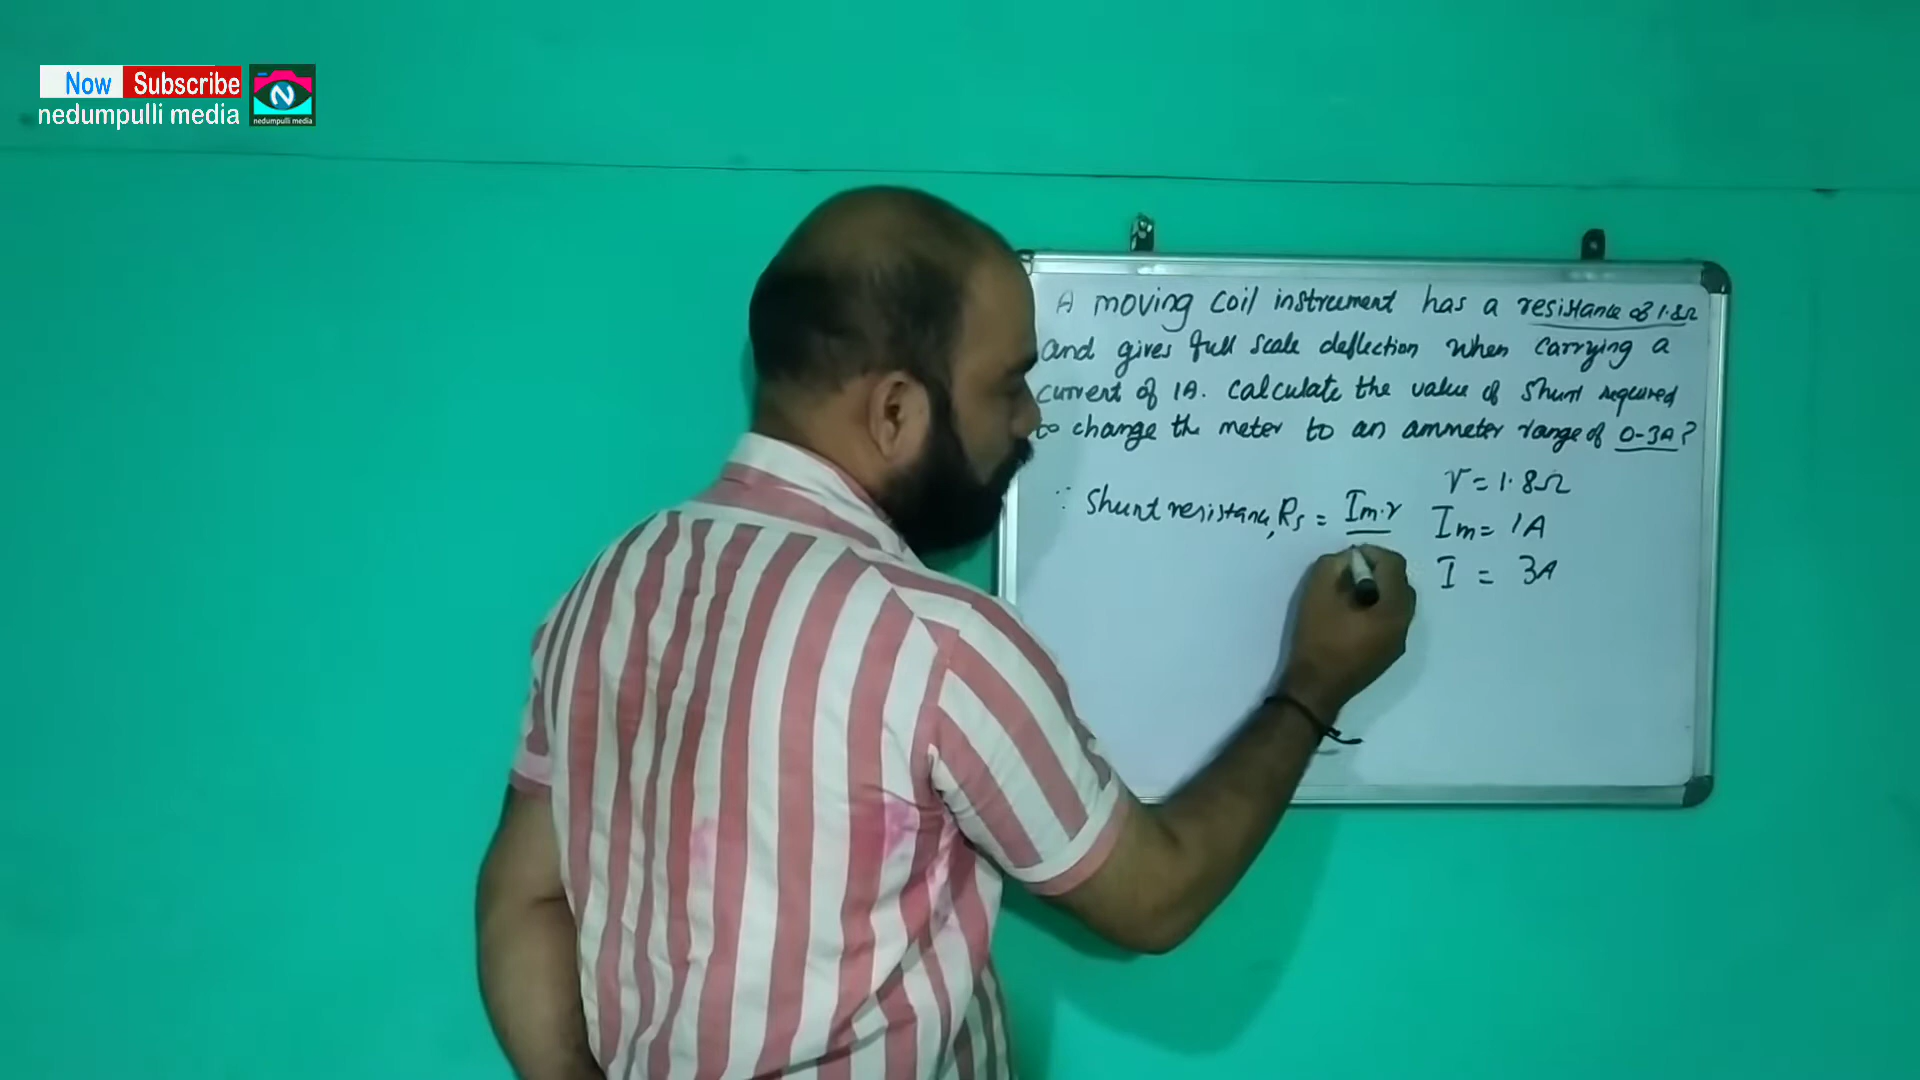 Now Subscribe
nedumpulli media
N
nedumpulli media
A moving coil instrument has a resistance of 1.8Ω
and gives full scale deflection when carrying a
current of 1A. Calculate the value of shunt required
to change the meter to an ammeter range of 0-3A?
r = 1.8Ω
∴ Shunt resistance, Rs = Im.r
Im = 1A
I = 3A